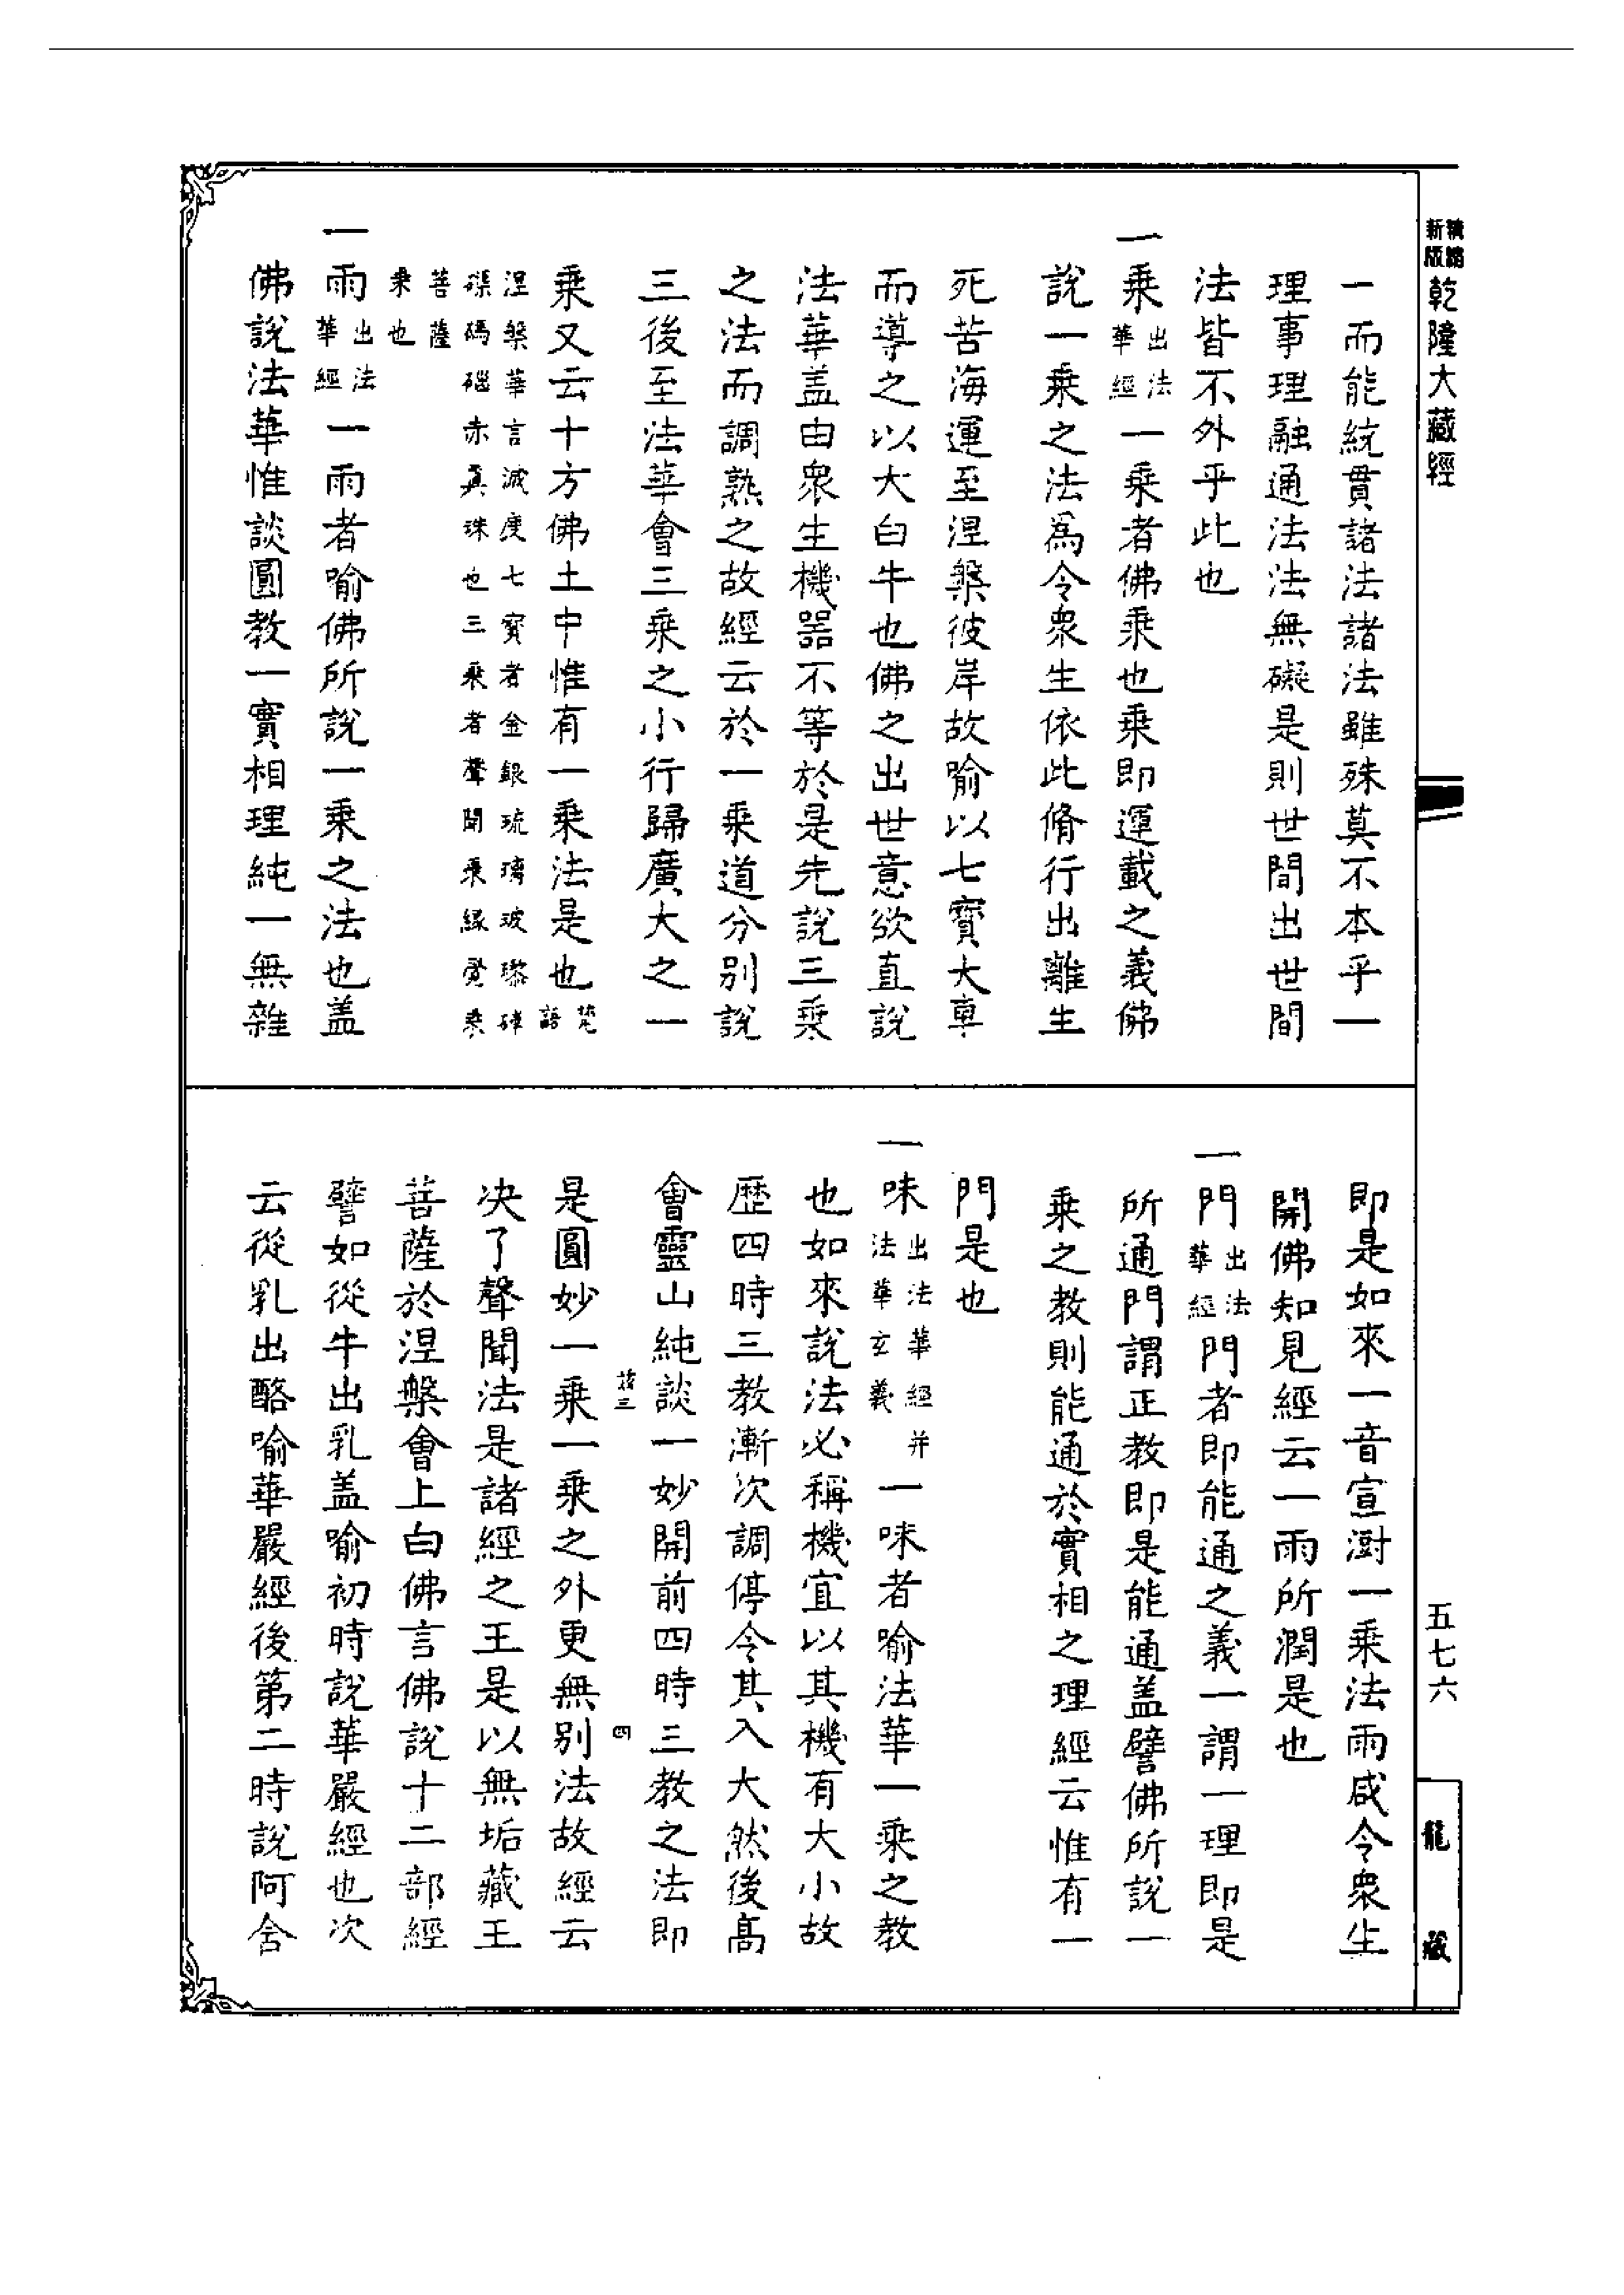 精縮新版乾隆大藏經
一而能統貫諸法諸法雖殊莫不本乎一
理事理融通法法無礙是則世間出世間
法皆不外乎此也
一乘出法華經一乘者佛乘也乘即運載之義佛
說一乘之法為令衆生依此脩行出離生
死苦海運至涅槃彼岸故喻以七寶大車
而導之以大白牛也佛之出世意欲直說
法華盖由衆生機器不等於是先說三乘
之法而調熟之故經云於一乘道分別說
三後至法華會三乘之小行歸廣大之一
乘又云十方佛土中惟有一乘法是也梵語
涅槃華言滅度七寶者金銀琉璃玻瓈硨
磲碼碯赤真珠也三乘者聲聞乘緣覺乘
菩薩
乘也
一雨出法華經一雨者喻佛所說一乘之法也盖
佛說法華惟談圓教一實相理純一無雜
即是如來一音宣澍一乘法雨咸令衆生
開佛知見經云一雨所潤是也
一門出法華經門者即能通之義一謂一理即是
所通門謂正教即是能通盖譬佛所說一
乘之教則能通於實相之理經云惟有一
門是也
一味出法華經并法華玄義一味者喻法華一乘之教
也如來說法必稱機宜以其機有大小故
歷四時三教漸次調停令其入大然後高
會靈山純談一妙開前四時三教之法即
四
是圓妙一乘一乘之外更無別法故經云
决了聲聞法是諸經之王是以無垢藏王
菩薩於涅槃會上白佛言佛說十二部經
譬如從牛出乳盖喻初時說華嚴經也次
云從乳出酪喻華嚴經後第二時說阿含
五七六
龍藏